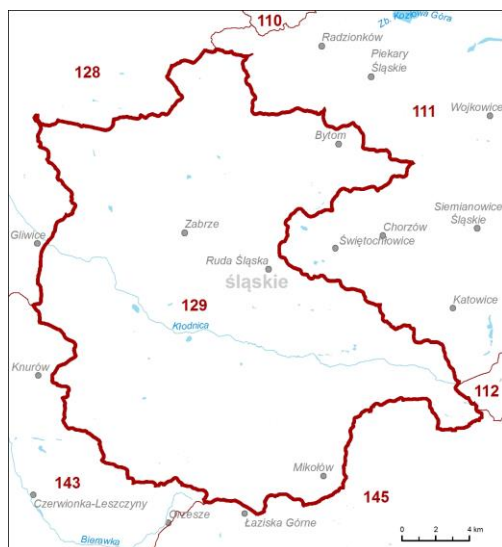 110
Zb. Kozłowa Góra
Radzionków
Piekary
Śląskie
128
111
Wojkowice
Bytom
Siemianowice
Śląskie
Zabrze
Chorzów
Gliwice
Świętochłowice
Ruda Śląska
śląskie
129
Katowice
Kłodnica
Knurów
112
Mikołów
143
145
Czerwionka-Leszczyny
Orzesze
Łaziska Górne
Bierawka
0 2 4 km